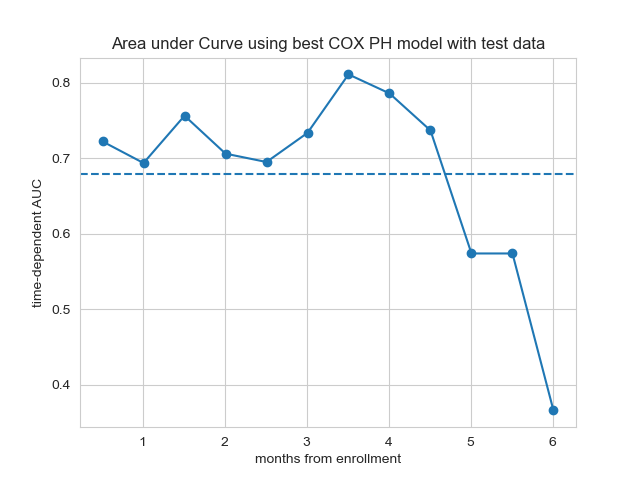 Area under Curve using best COX PH model with test data
time-dependent AUC
0.8
0.7
0.6
0.5
0.4
1 2 3 4 5 6
months from enrollment